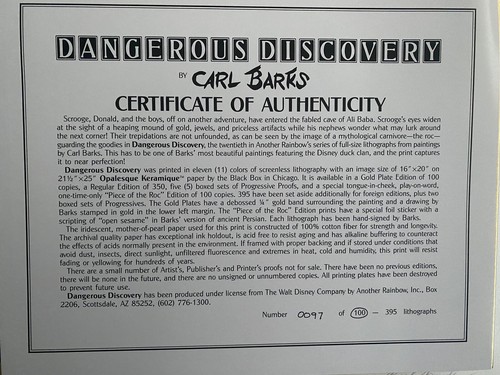 DANGEROUS DISCOVERY
BY CARL BARKS
CERTIFICATE OF AUTHENTICITY
Scrooge, Donald, and the boys, off on another adventure, have entered the fabled cave of Ali Baba. Scrooge's eyes widen
at the sight of a heaping mound of gold, jewels, and priceless artifacts while his nephews wonder what may lurk around
the next corner! Their trepidations are not unfounded, as can be seen by the image of a mythological carnivore—the roc—
guarding the goodies in Dangerous Discovery, the twentieth in Another Rainbow's series of full-size lithographs from paintings
by Carl Barks. This has to be one of Barks' most beautiful paintings featuring the Disney duck clan, and the print captures
it to near perfection!
Dangerous Discovery was printed in eleven (11) colors of screenless lithography with an image size of 16"x20" on
21½"x25" Opalesque Keramique™ paper by the Black Box in Chicago. It is available in a Gold Plate Edition of 100
copies, a Regular Edition of 350, five (5) boxed sets of Progressive Proofs, and a special tongue-in-cheek, play-on-word,
one-time-only "Piece of the Roc" Edition of 100 copies. 395 have been set aside additionally for foreign editions, plus two
boxed sets of Progressives. The Gold Plates have a debossed ¼" gold band surrounding the painting and a drawing by
Barks stamped in gold in the lower left margin. The "Piece of the Roc" Edition prints have a special foil sticker with a
scripting of "open sesame" in Barks' version of ancient Persian. Each lithograph has been hand-signed by Barks.
The iridescent, mother-of-pearl paper used for this print is constructed of 100% cotton fiber for strength and longevity.
The archival quality paper has exceptional ink holdout, is acid free to resist aging and has alkaline buffering to counteract
the effects of acids normally present in the environment. If framed with proper backing and if stored under conditions that
avoid dust, insects, direct sunlight, unfiltered fluorescence and extremes in heat, cold and humidity, this print will resist
fading or yellowing for hundreds of years.
There are a small number of Artist's, Publisher's and Printer's proofs not for sale. There have been no previous editions,
there will be none in the future, and there are no unsigned or unnumbered copies. All printing plates have been destroyed
to prevent future use.
Dangerous Discovery has been produced under license from The Walt Disney Company by Another Rainbow, Inc., Box
2206, Scottsdale, AZ 85252, (602) 776-1300.
Number 0097 of 100 — 395 lithographs